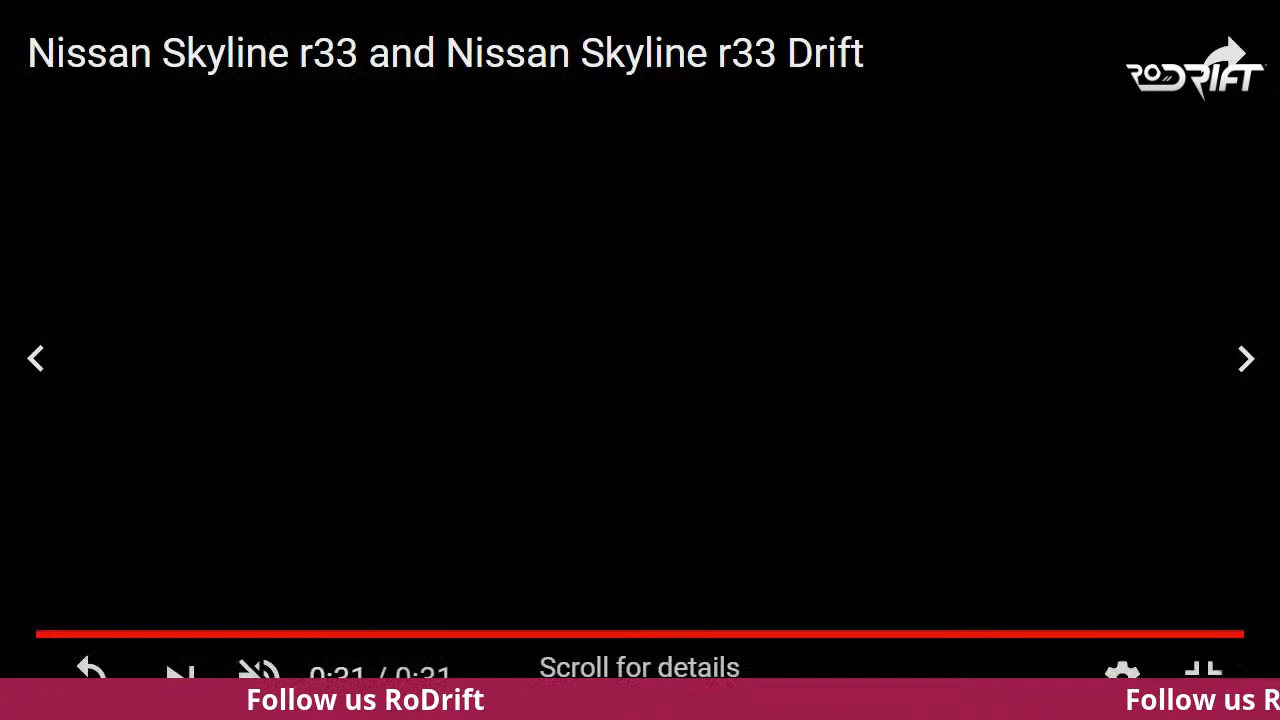 Nissan Skyline r33 and Nissan Skyline r33 Drift
RODRIFT
0:31 / 0:31
Scroll for details
Follow us RoDrift
Follow us R